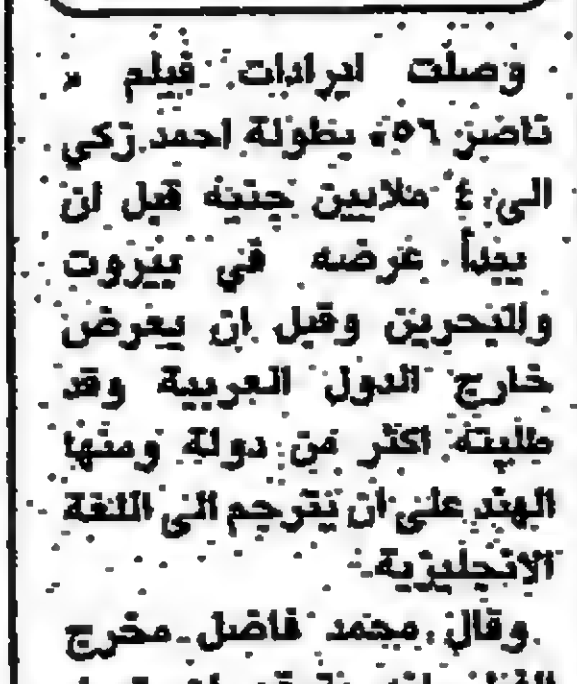 وصلت ايرادات فيلم «
ناصر ٥٦» بطولة احمد زكي
الى ٤ ملايين جنيه قبل ان
يبدأ عرضه في بيروت
والبحرين وقبل ان يعرض
خارج الدول العربية وقد
طلبته اكثر من دولة ومنها
الهند على ان يترجم الى اللغة
الانجليزية.
وقال محمد فاضل مخرج